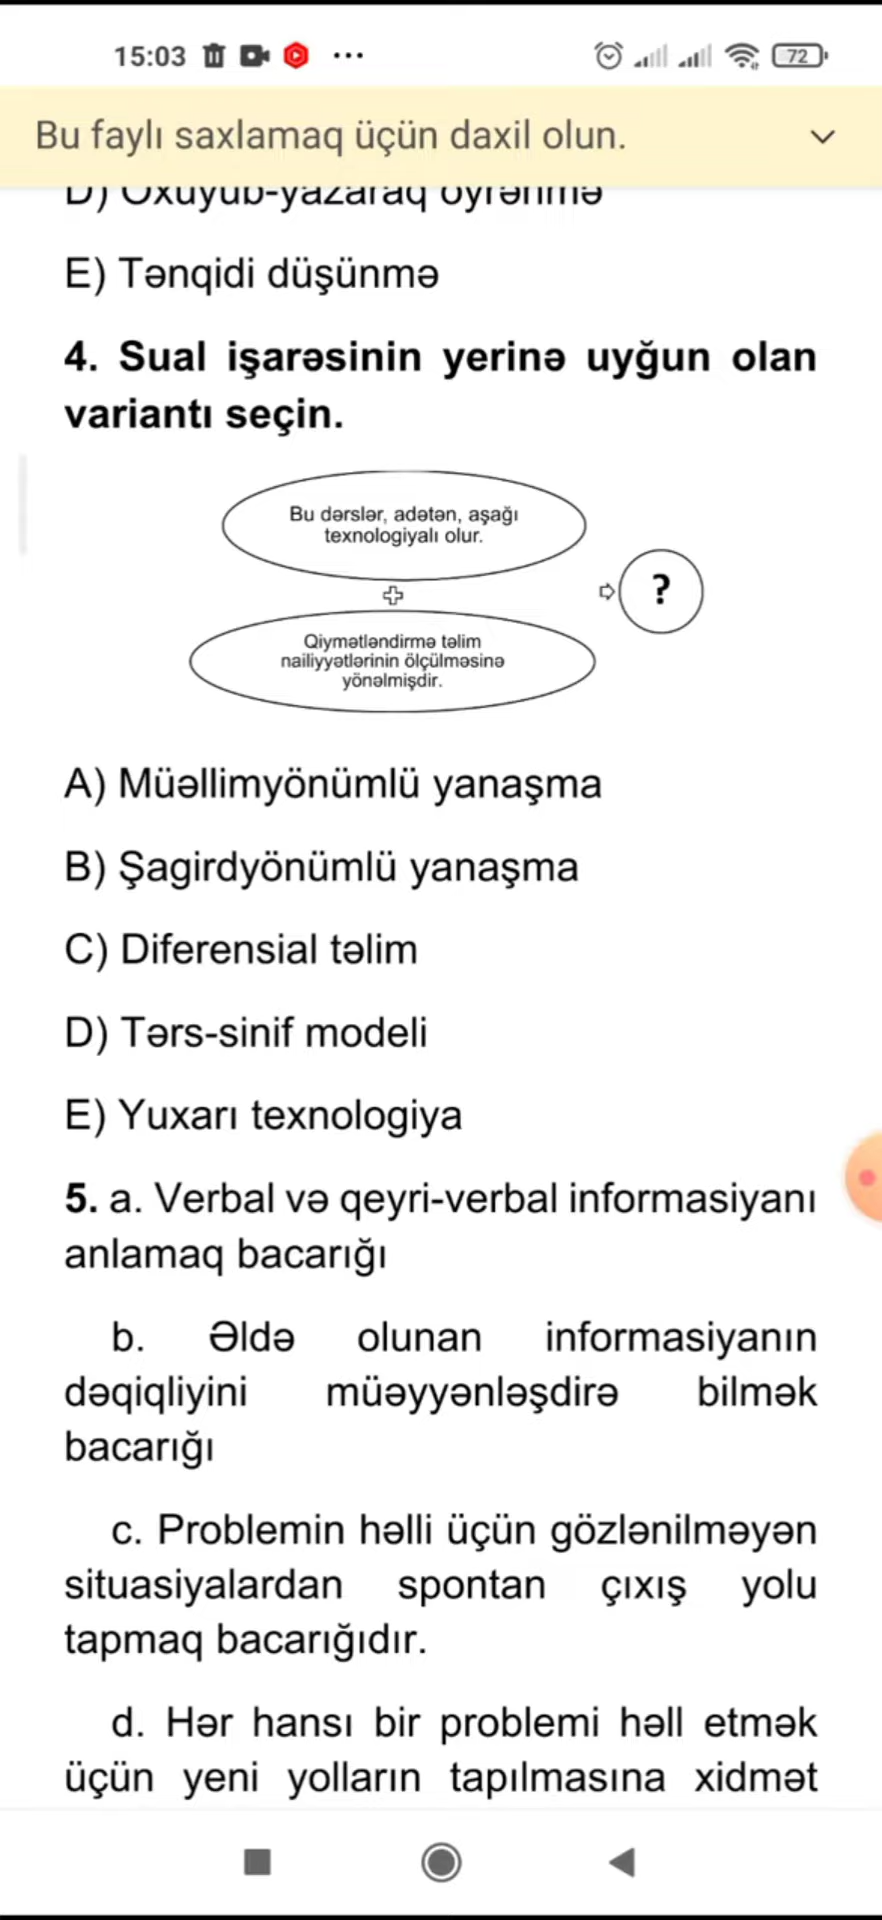 15:03
72
Bu faylı saxlamaq üçün daxil olun.
D) Oxuyub-yazaraq öyrənmə
E) Tənqidi düşünmə
4. Sual işarəsinin yerinə uyğun olan
variantı seçin.
Bu dərslər, adətən, aşağı
texnologiyalı olur.
?
Qiymətləndirmə təlim
nailiyyətlərinin ölçülməsinə
yönəlmişdir.
A) Müəllimyönümlü yanaşma
B) Şagirdyönümlü yanaşma
C) Diferensial təlim
D) Tərs-sinif modeli
E) Yuxarı texnologiya
5. a. Verbal və qeyri-verbal informasiyanı
anlamaq bacarığı
b. Əldə olunan informasiyanın
dəqiqliyini müəyyənləşdirə bilmək
bacarığı
c. Problemin həlli üçün gözlənilməyən
situasiyalardan spontan çıxış yolu
tapmaq bacarığıdır.
d. Hər hansı bir problemi həll etmək
üçün yeni yolların tapılmasına xidmət